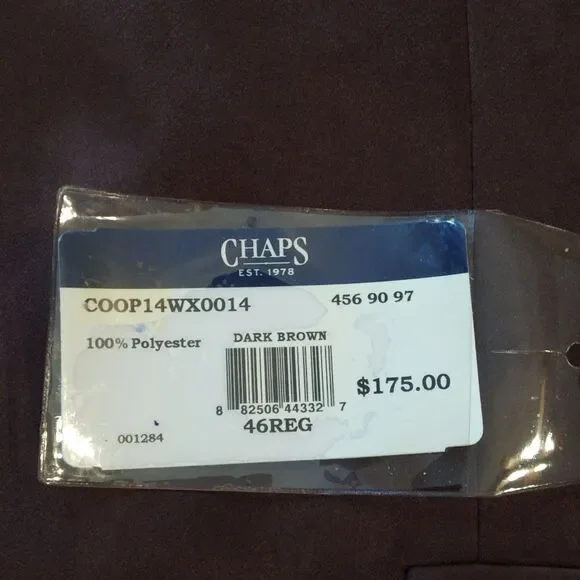 CHAPS
EST. 1978
COOP14WX0014 456 90 97
100% Polyester DARK BROWN
$175.00
8 82506 44332 7
46REG
001284